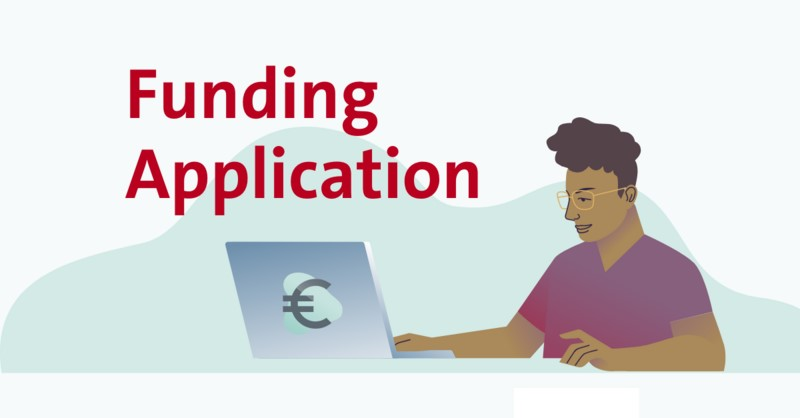 Funding
Application
€